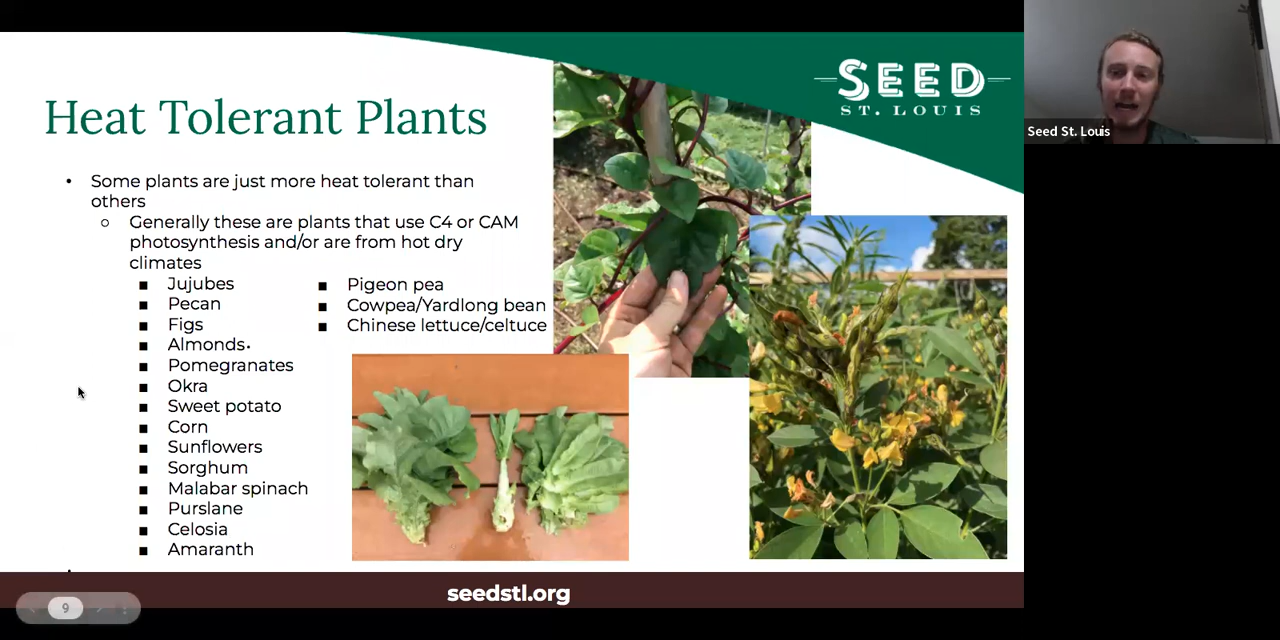 SEED
ST. LOUIS
Seed St. Louis
Heat Tolerant Plants
• Some plants are just more heat tolerant than
others
○ Generally these are plants that use C4 or CAM
photosynthesis and/or are from hot dry
climates
■ Jujubes
■ Pecan
■ Figs
■ Almonds
■ Pomegranates
■ Okra
■ Sweet potato
■ Corn
■ Sunflowers
■ Sorghum
■ Malabar spinach
■ Purslane
■ Celosia
■ Amaranth
■ Pigeon pea
■ Cowpea/Yardlong bean
■ Chinese lettuce/celtuce
seedstl.org
9